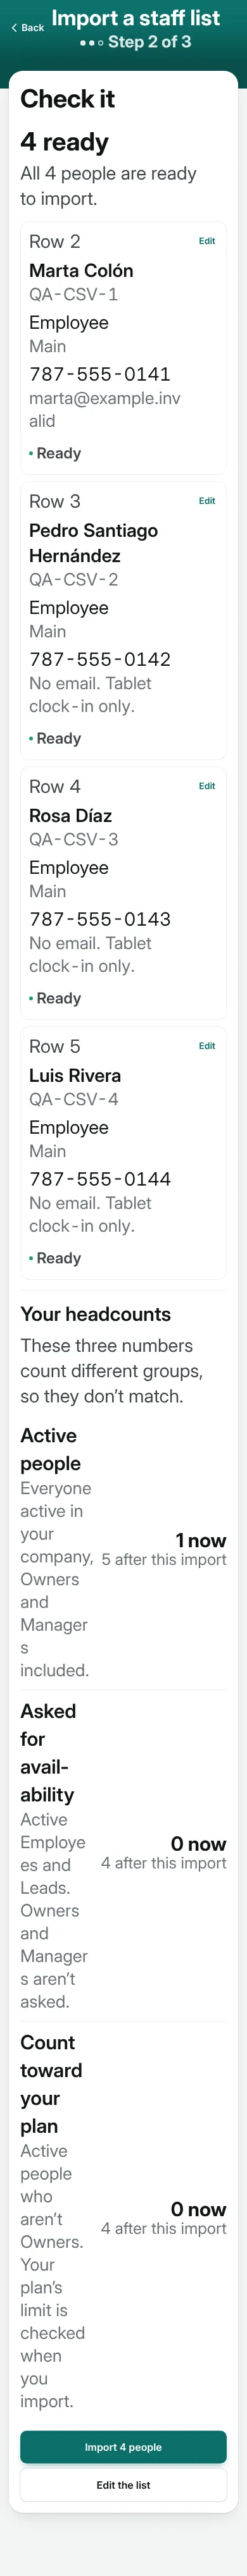 Back
Import a staff list
Step 2 of 3
Check it
4 ready
All 4 people are ready
to import.
Row 2
Edit
Marta Colón
QA-CSV-1
Employee
Main
787-555-0141
marta@example.inv
alid
Ready
Row 3
Edit
Pedro Santiago
Hernández
QA-CSV-2
Employee
Main
787-555-0142
No email. Tablet
clock-in only.
Ready
Row 4
Edit
Rosa Díaz
QA-CSV-3
Employee
Main
787-555-0143
No email. Tablet
clock-in only.
Ready
Row 5
Edit
Luis Rivera
QA-CSV-4
Employee
Main
787-555-0144
No email. Tablet
clock-in only.
Ready
Your headcounts
These three numbers
count different groups,
so they don’t match.
Active
people
Everyone
active in
your
company,
Owners
and
Manager
s
included.
1 now
5 after this import
Asked
for
avail-
ability
Active
Employe
es and
Leads.
Owners
and
Manager
s aren’t
asked.
0 now
4 after this import
Count
toward
your
plan
Active
people
who
aren’t
Owners.
Your
plan’s
limit is
checked
when
you
import.
0 now
4 after this import
Import 4 people
Edit the list